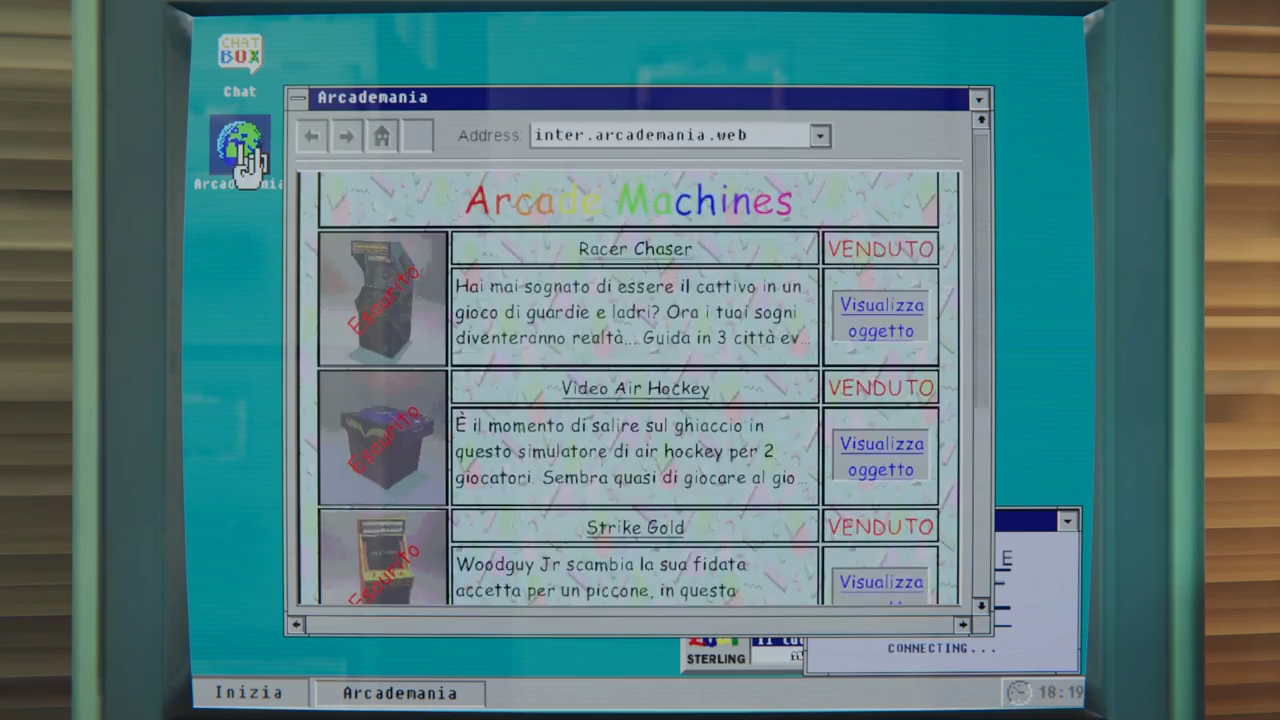 CHAT
BOX
Chat
Arcademania
Address:
inter.arcademania.web
Arcade Machines
Esaurito
Racer Chaser
VENDUTO
Hai mai sognato di essere il cattivo in un
gioco di guardie e ladri? Ora i tuoi sogni
diventeranno realtà... Guida in 3 città ev...
Visualizza
oggetto
Esaurito
Video Air Hockey
VENDUTO
È il momento di salire sul ghiaccio in
questo simulatore di air hockey per 2
giocatori. Sembra quasi di giocare al gio...
Visualizza
oggetto
Esaurito
Strike Gold
VENDUTO
Woodguy Jr scambia la sua fidata
accetta per un piccone, in questa
Visualizza
E
STERLING
CONNECTING...
Inizia
Arcademania
18:19